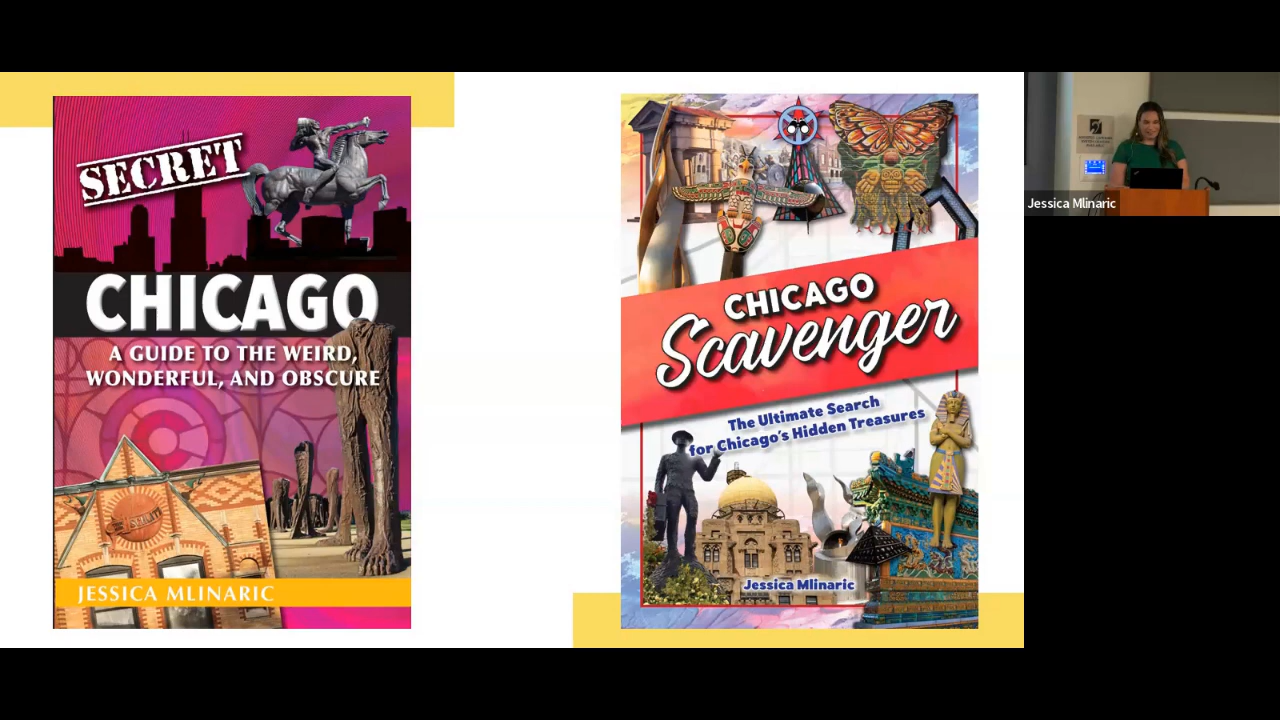 SECRET
CHICAGO
A GUIDE TO THE WEIRD,
WONDERFUL, AND OBSCURE
JESSICA MLINARIC
CHICAGO
Scavenger
The Ultimate Search
for Chicago's Hidden Treasures
Jessica Mlinaric
Jessica Mlinaric